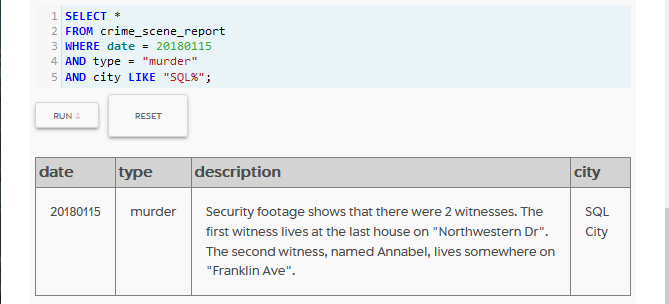 1 SELECT *
2 FROM crime_scene_report
3 WHERE date = 20180115
4 AND type = "murder"
5 AND city LIKE "SQL%";
RUN ⇩
RESET
date type description city
20180115 murder Security footage shows that there were 2 witnesses. The SQL
first witness lives at the last house on "Northwestern Dr". City
The second witness, named Annabel, lives somewhere on
"Franklin Ave".